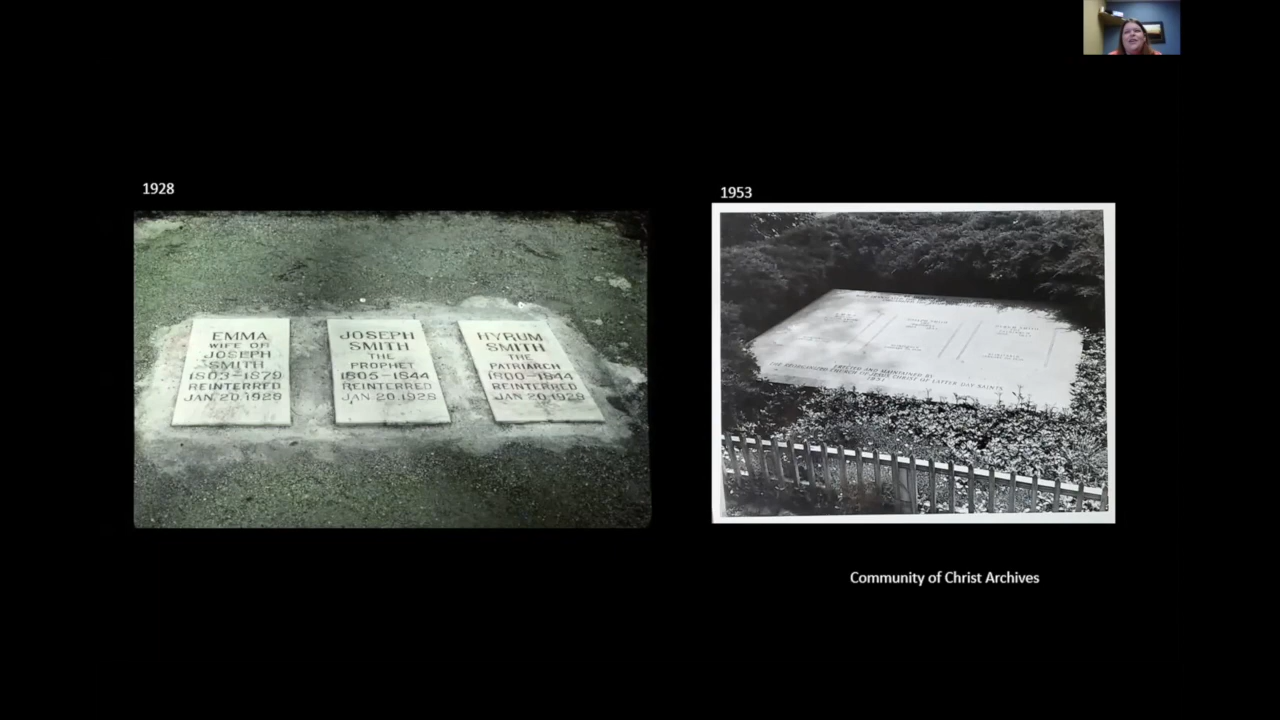 1928
EMMA
WIFE OF
JOSEPH
SMITH
1803-1879
REINTERRED
JAN.20.1928
JOSEPH
SMITH
THE
PROPHET
1805-1844
REINTERRED
JAN.20.1928
HYRUM
SMITH
THE
PATRIARCH
1800-1844
REINTERRED
JAN.20.1928
1953
ERECTED AND MAINTAINED BY
THE REORGANIZED CHURCH OF JESUS CHRIST OF LATTER DAY SAINTS
Community of Christ Archives